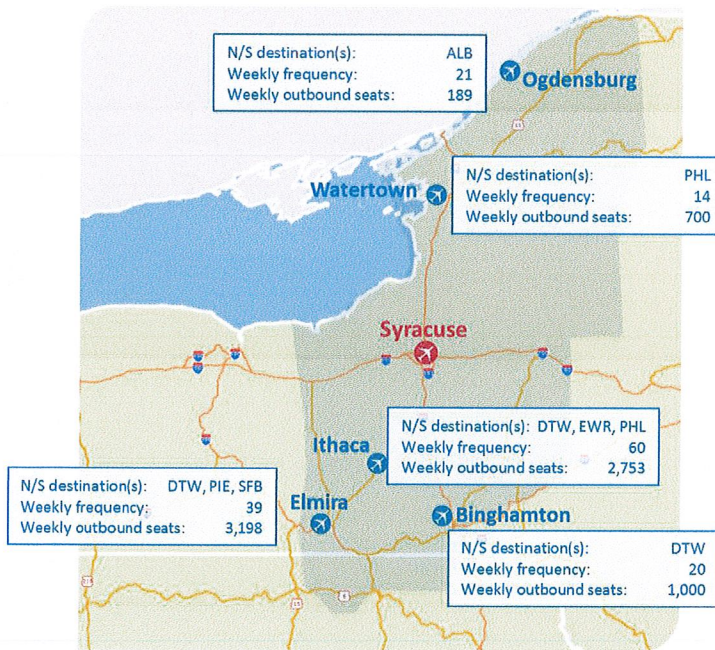 N/S destination(s): ALB
Weekly frequency: 21
Weekly outbound seats: 189
Ogdensburg
Watertown
N/S destination(s): PHL
Weekly frequency: 14
Weekly outbound seats: 700
Syracuse
Ithaca
N/S destination(s): DTW, EWR, PHL
Weekly frequency: 60
Weekly outbound seats: 2,753
N/S destination(s): DTW, PIE, SFB
Weekly frequency: 39
Weekly outbound seats: 3,198
Elmira
Binghamton
N/S destination(s): DTW
Weekly frequency: 20
Weekly outbound seats: 1,000